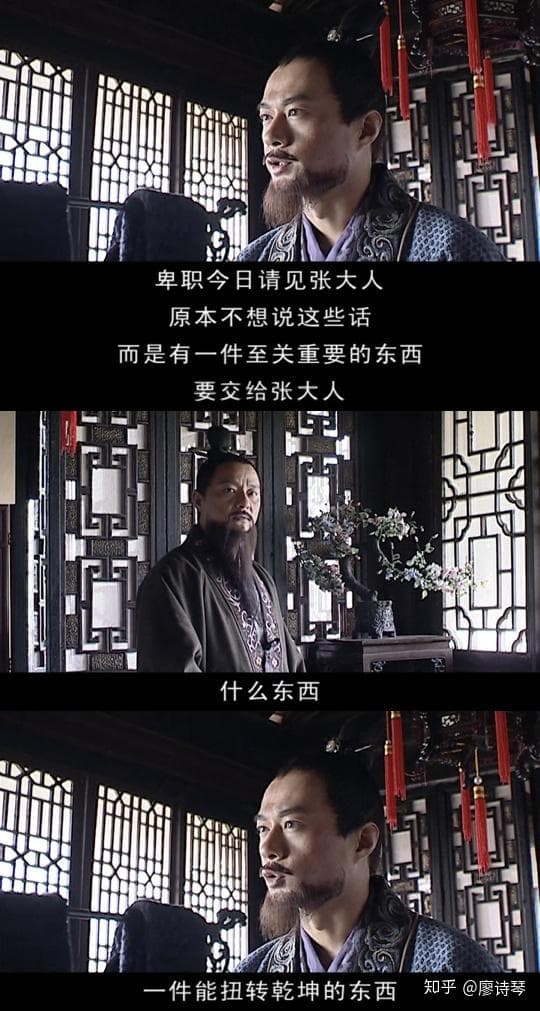 卑职今日请见张大人
原本不想说这些话
而是有一件至关重要的东西
要交给张大人
什么东西
一件能扭转乾坤的东西
知乎 @廖诗琴